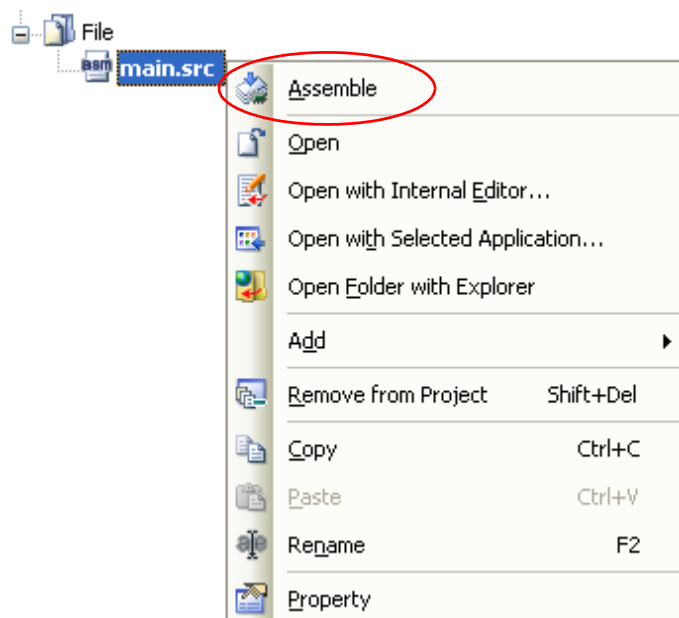 File
asm main.src
Assemble
Open
Open with Internal Editor...
Open with Selected Application...
Open Folder with Explorer
Add
Remove from Project Shift+Del
Copy Ctrl+C
Paste Ctrl+V
Rename F2
Property